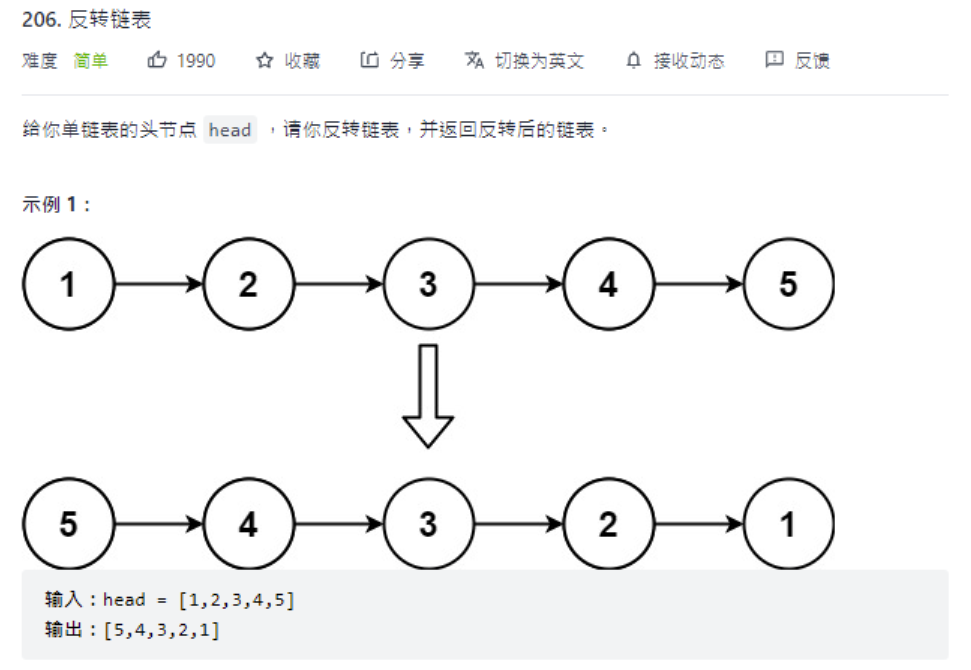 206. 反转链表
难度 简单 1990 收藏 分享 切换为英文 接收动态 反馈
给你单链表的头节点 head ，请你反转链表，并返回反转后的链表。
示例 1：
1 2 3 4 5
5 4 3 2 1
输入：head = [1,2,3,4,5]
输出：[5,4,3,2,1]